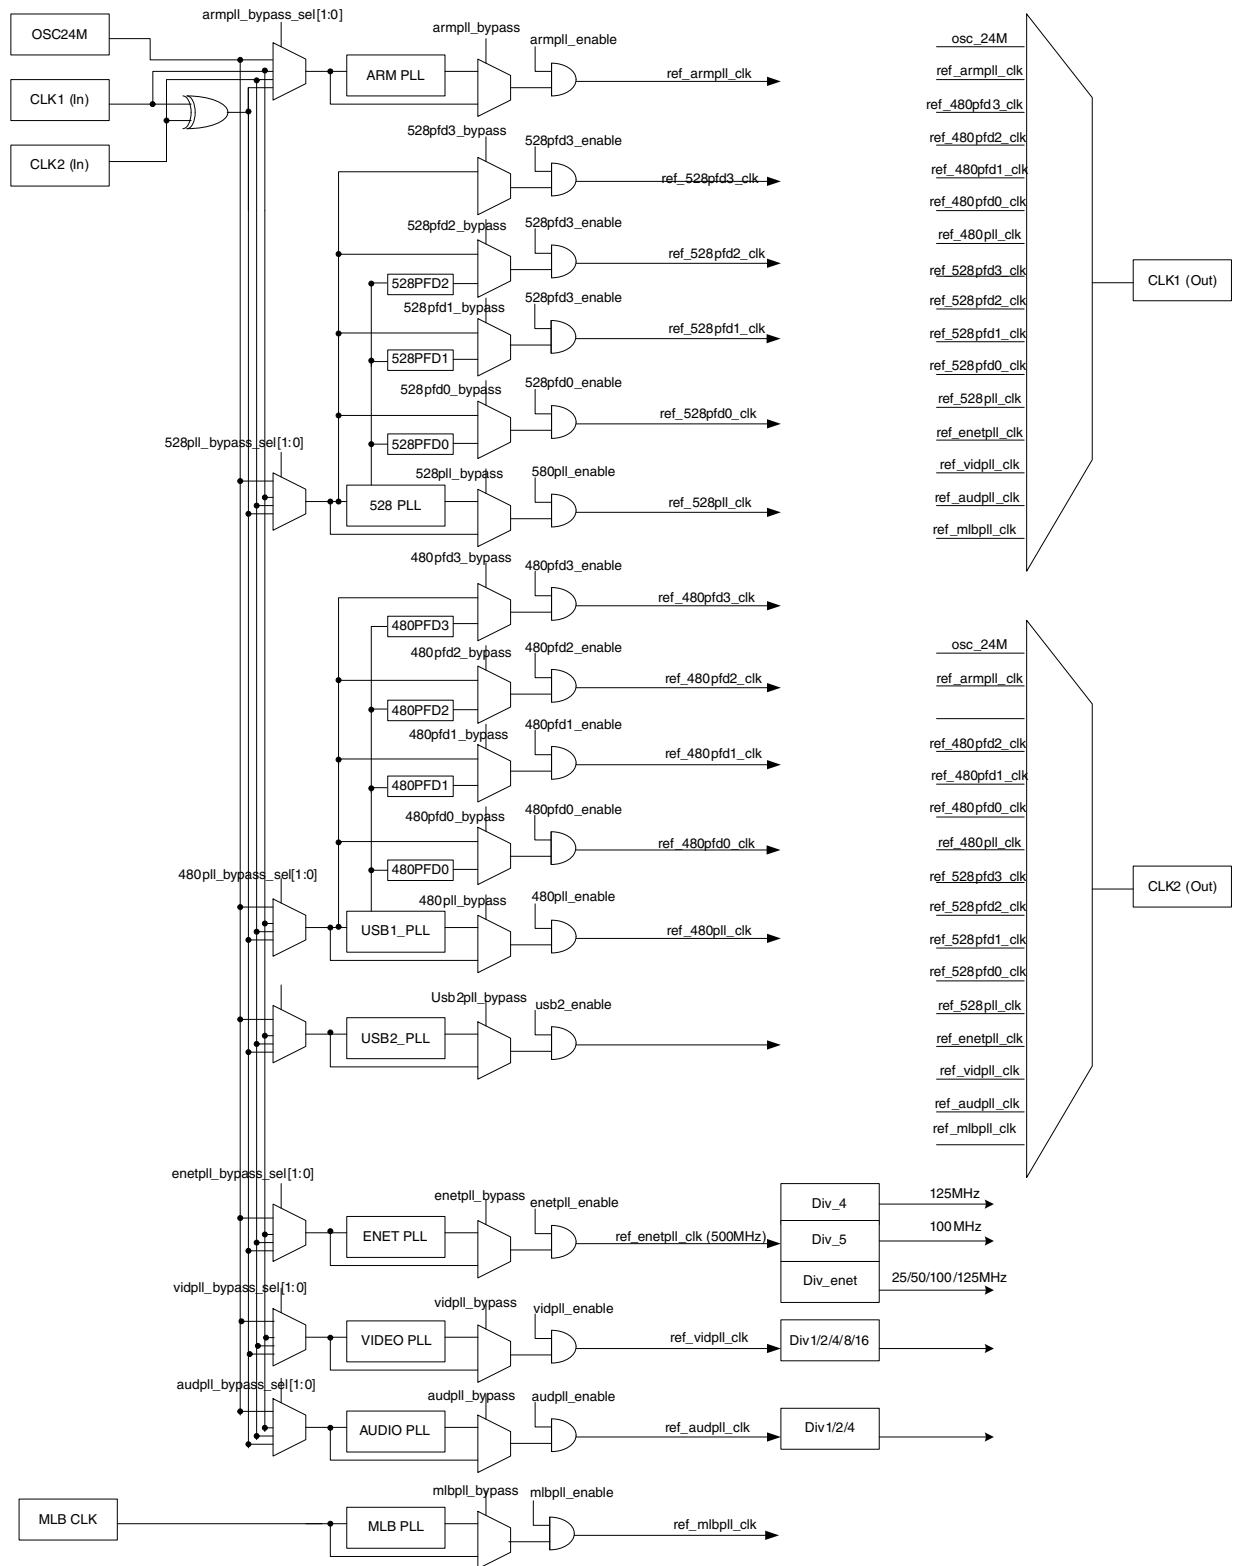 armpll_bypass_sel[1:0]
OSC24M
CLK1 (In)
CLK2 (In)
armpll_bypass
armpll_enable
ARM PLL
ref_armpll_clk
528pfd3_bypass
528pfd3_enable
ref_528pfd3_clk
528pfd2_bypass
528pfd3_enable
528PFD2
ref_528pfd2_clk
528pfd1_bypass
528pfd3_enable
528PFD1
ref_528pfd1_clk
528pfd0_bypass
528pfd0_enable
528PFD0
ref_528pfd0_clk
528pll_bypass_sel[1:0]
528pll_bypass
580pll_enable
528 PLL
ref_528pll_clk
480pfd3_bypass
480pfd3_enable
480PFD3
ref_480pfd3_clk
480pfd2_bypass
480pfd2_enable
480PFD2
ref_480pfd2_clk
480pfd1_bypass
480pfd1_enable
480PFD1
ref_480pfd1_clk
480pfd0_bypass
480pfd0_enable
480PFD0
ref_480pfd0_clk
480pll_bypass_sel[1:0]
480pll_bypass
480pll_enable
USB1_PLL
ref_480pll_clk
Usb2pll_bypass
usb2_enable
USB2_PLL
enetpll_bypass_sel[1:0]
enetpll_bypass
enetpll_enable
ENET PLL
ref_enetpll_clk (500MHz)
Div_4
125MHz
Div_5
100MHz
Div_enet
25/50/100/125MHz
vidpll_bypass_sel[1:0]
vidpll_bypass
vidpll_enable
VIDEO PLL
ref_vidpll_clk
Div1/2/4/8/16
audpll_bypass_sel[1:0]
audpll_bypass
audpll_enable
AUDIO PLL
ref_audpll_clk
Div1/2/4
MLB CLK
mlbpll_bypass
mlbpll_enable
MLB PLL
ref_mlbpll_clk
osc_24M
ref_armpll_clk
ref_480pfd3_clk
ref_480pfd2_clk
ref_480pfd1_clk
ref_480pfd0_clk
ref_480pll_clk
ref_528pfd3_clk
ref_528pfd2_clk
ref_528pfd1_clk
ref_528pfd0_clk
ref_528pll_clk
ref_enetpll_clk
ref_vidpll_clk
ref_audpll_clk
ref_mlbpll_clk
CLK1 (Out)
osc_24M
ref_armpll_clk
ref_480pfd2_clk
ref_480pfd1_clk
ref_480pfd0_clk
ref_480pll_clk
ref_528pfd3_clk
ref_528pfd2_clk
ref_528pfd1_clk
ref_528pfd0_clk
ref_528pll_clk
ref_enetpll_clk
ref_vidpll_clk
ref_audpll_clk
ref_mlbpll_clk
CLK2 (Out)